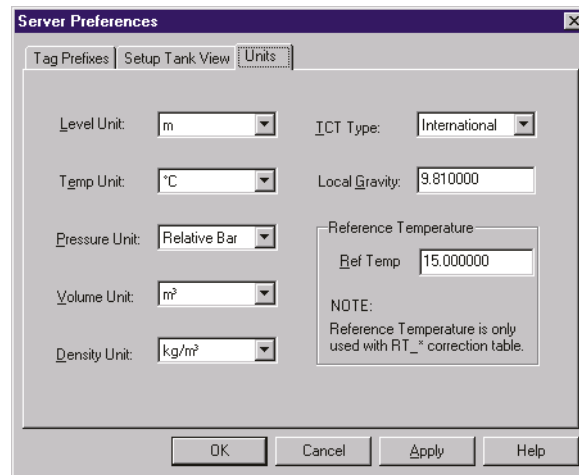 Server Preferences
Tag Prefixes
Setup Tank View
Units
Level Unit:
m
TCT Type:
International
Temp Unit:
°C
Local Gravity:
9.810000
Pressure Unit:
Relative Bar
Reference Temperature
Ref Temp
15.000000
Volume Unit:
m³
NOTE:
Reference Temperature is only
used with RT_* correction table.
Density Unit:
kg/m³
OK
Cancel
Apply
Help